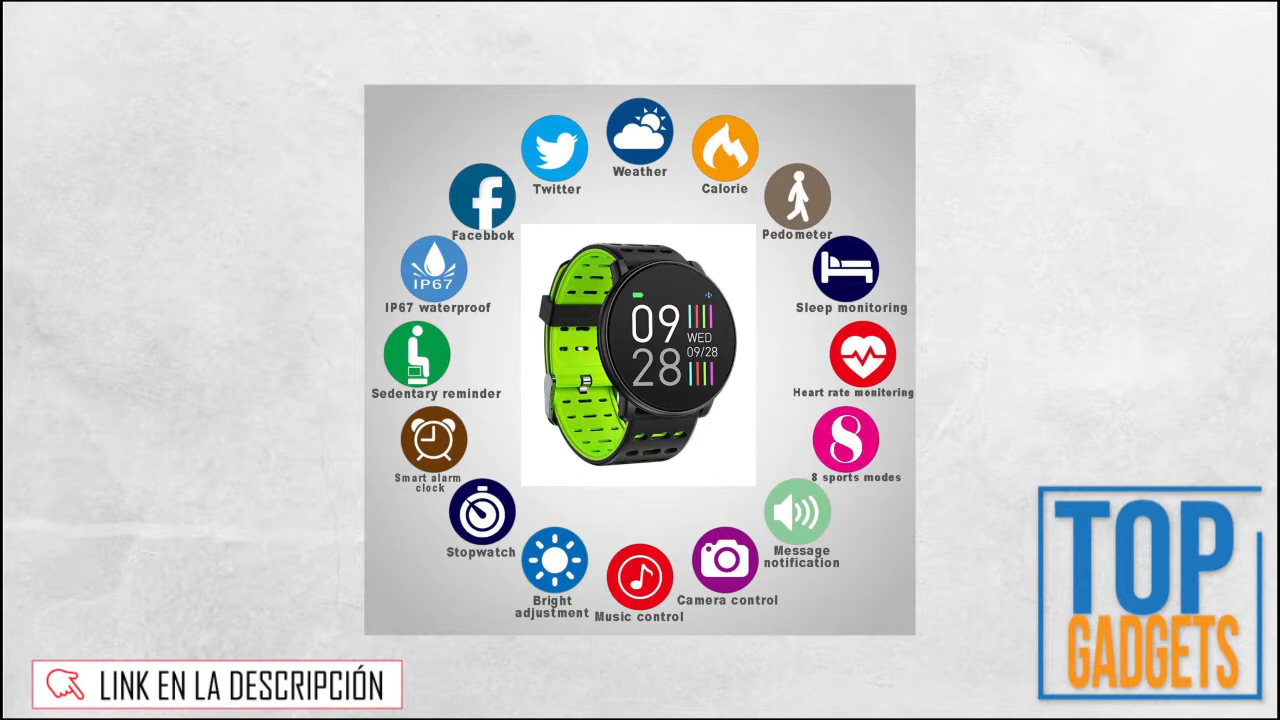 Weather
Twitter
Calorie
Facebbok
Pedometer
IP67
IP67 waterproof
Sleep monitoring
09
WED
09/28
28
Sedentary reminder
Heart rate monitoring
8
Smart alarm
clock
8 sports modes
Stopwatch
Message
notification
Bright
adjustment
Music control
Camera control
TOP
GADGETS
LINK EN LA DESCRIPCIÓN